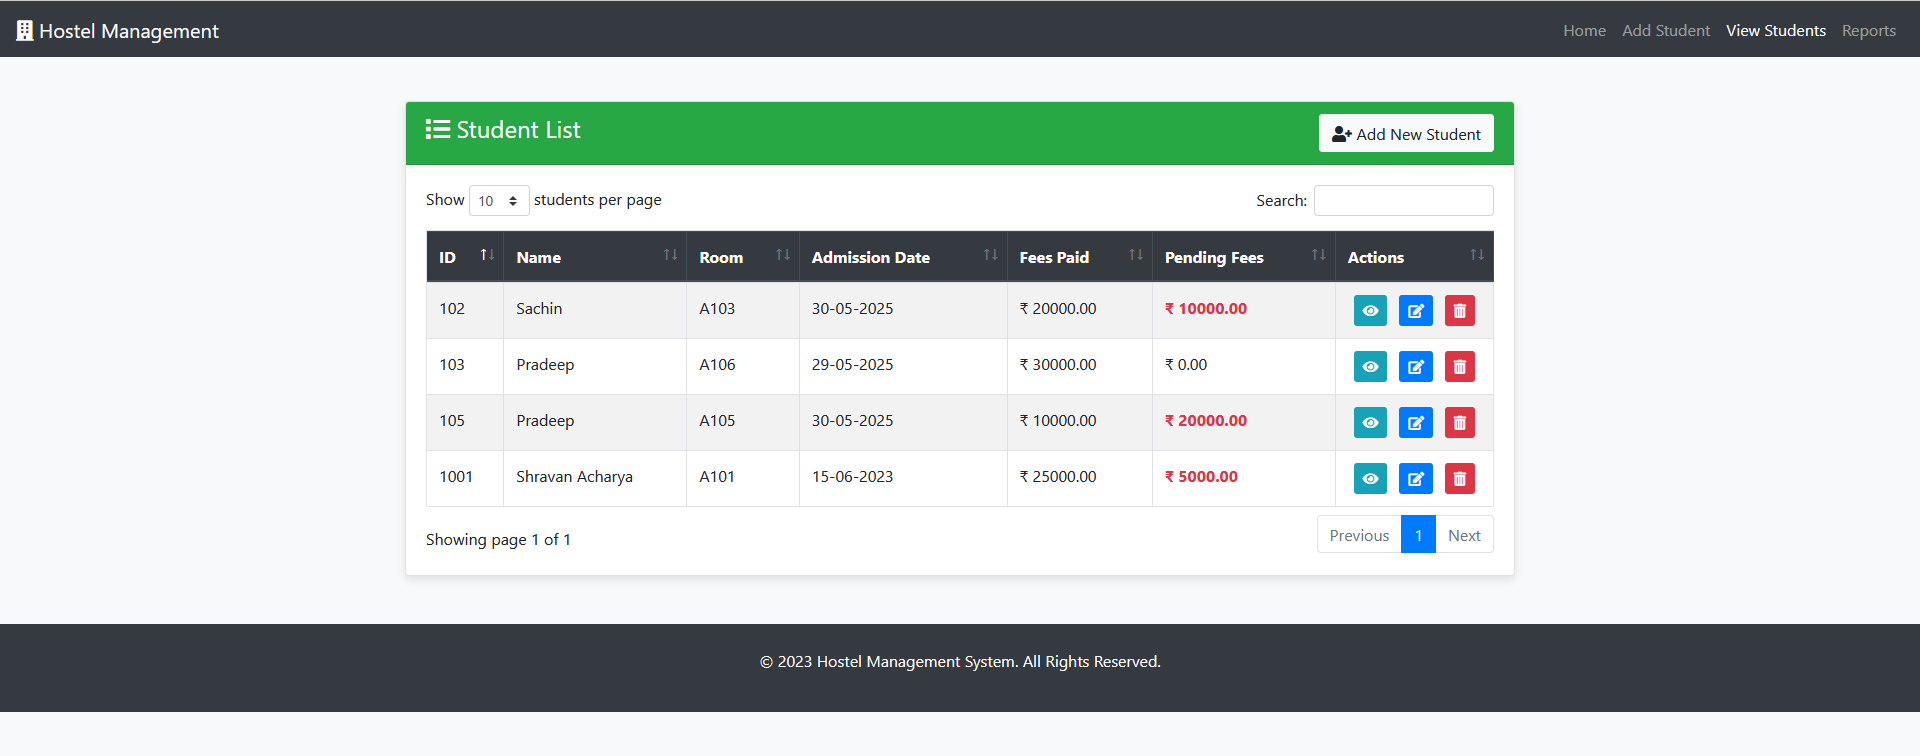 Hostel Management
Home Add Student View Students Reports
Student List
Add New Student
Show 10 students per page
Search:
ID Name Room Admission Date Fees Paid Pending Fees Actions
102 Sachin A103 30-05-2025 ₹ 20000.00 ₹ 10000.00
103 Pradeep A106 29-05-2025 ₹ 30000.00 ₹ 0.00
105 Pradeep A105 30-05-2025 ₹ 10000.00 ₹ 20000.00
1001 Shravan Acharya A101 15-06-2023 ₹ 25000.00 ₹ 5000.00
Showing page 1 of 1
Previous 1 Next
© 2023 Hostel Management System. All Rights Reserved.